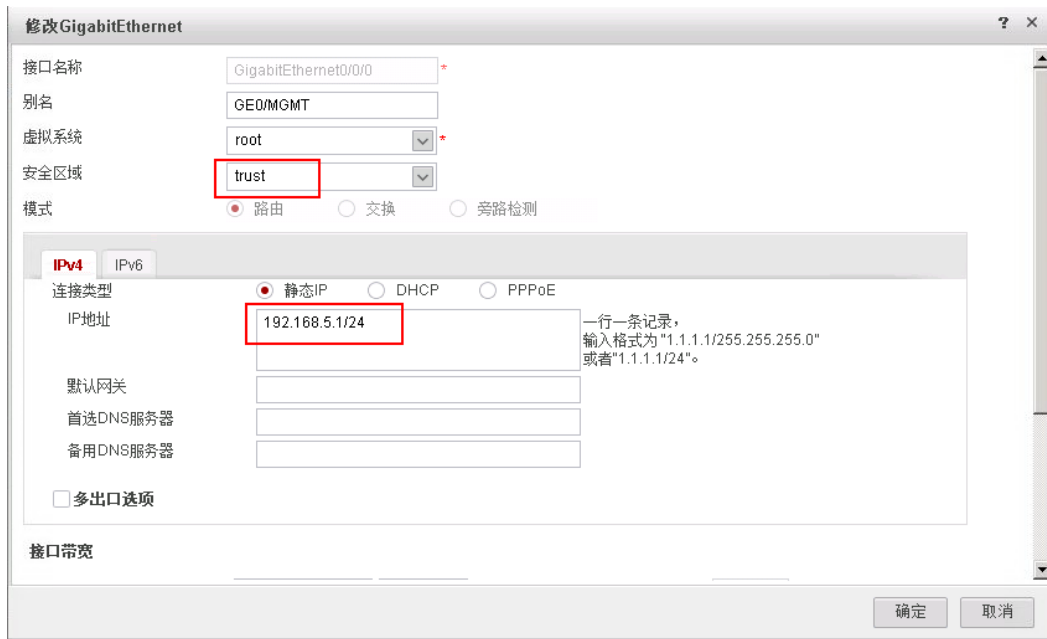 修改GigabitEthernet ? ×
接口名称 GigabitEthernet0/0/0 *
别名 GE0/MGMT
虚拟系统 root *
安全区域 trust
模式 路由 交换 旁路检测
IPv4 IPv6
连接类型 静态IP DHCP PPPoE
IP地址 192.168.5.1/24 一行一条记录，
输入格式为 "1.1.1.1/255.255.255.0"
或者"1.1.1.1/24"。
默认网关
首选DNS服务器
备用DNS服务器
多出口选项
接口带宽
确定 取消